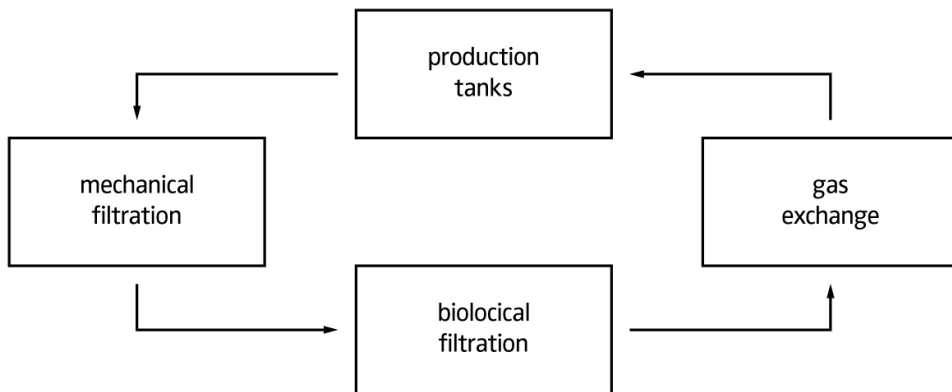 production
tanks
mechanical
filtration
gas
exchange
biolocical
filtration